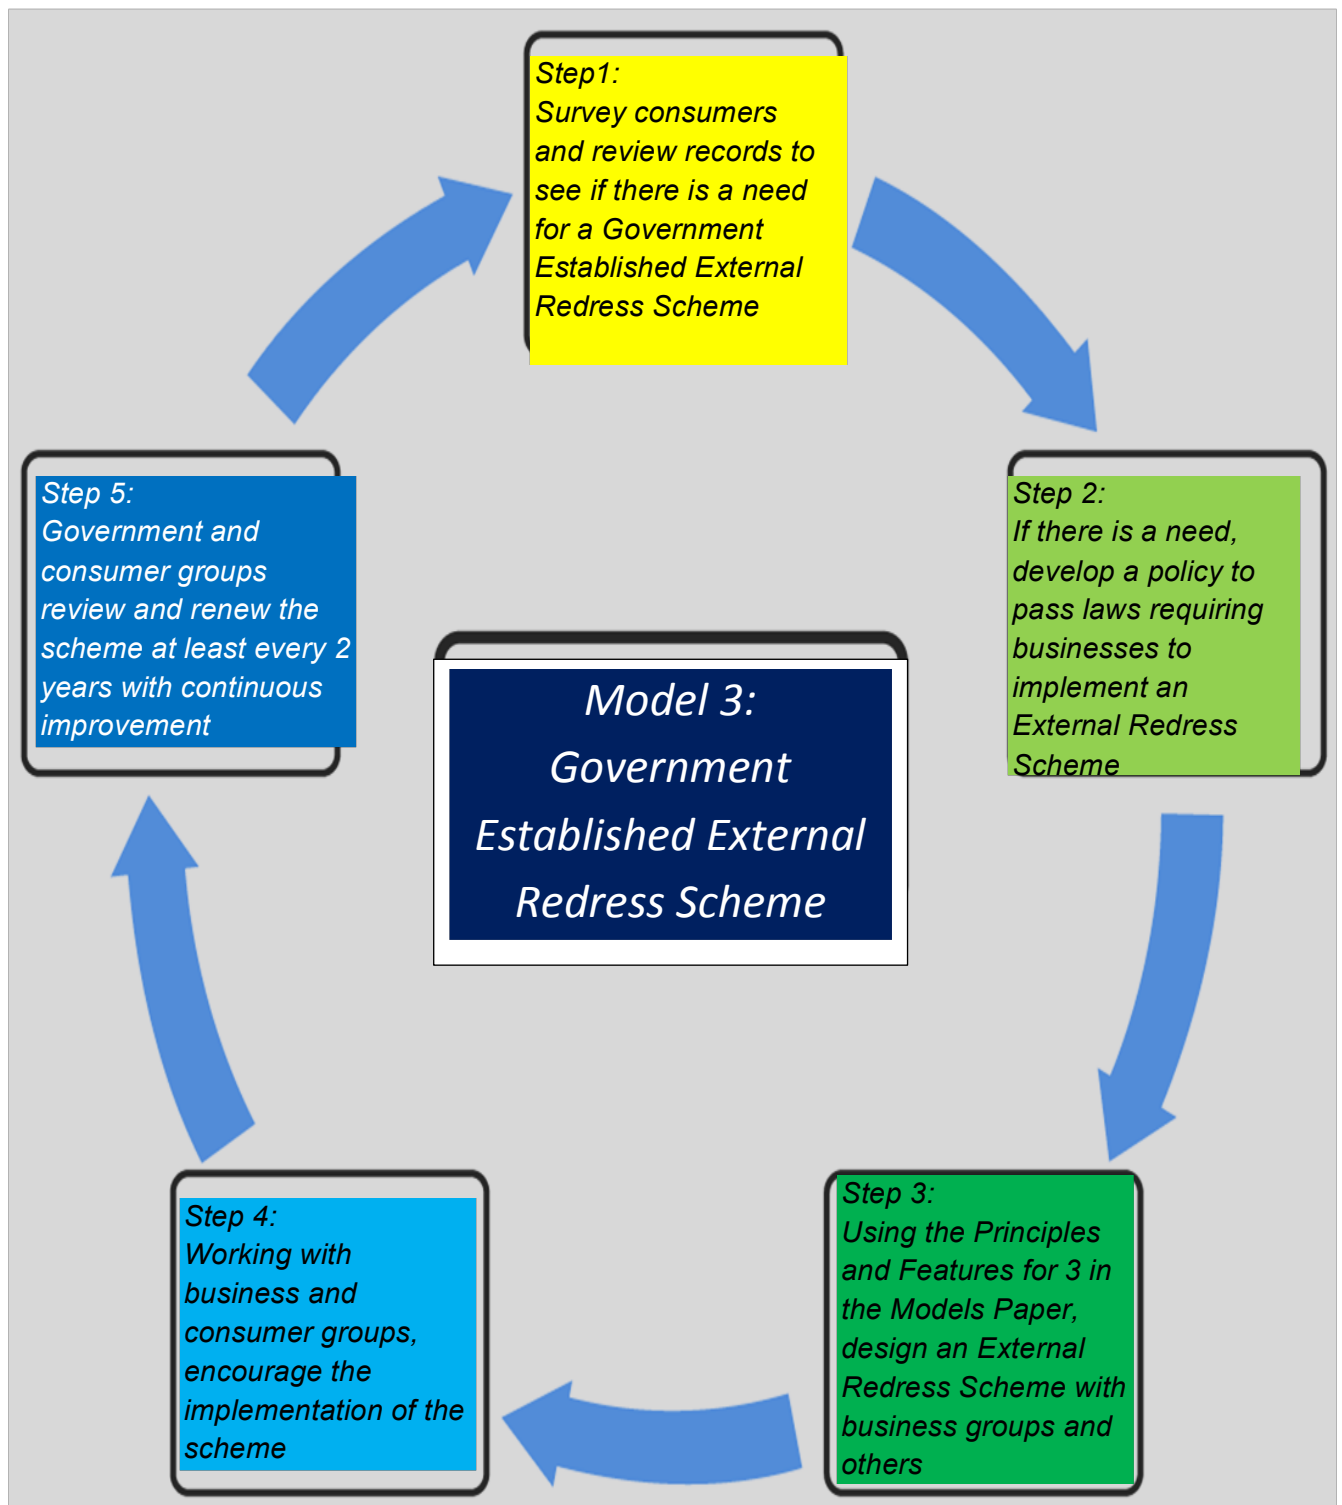 Step1:
Survey consumers
and review records to
see if there is a need
for a Government
Established External
Redress Scheme
Step 2:
If there is a need,
develop a policy to
pass laws requiring
businesses to
implement an
External Redress
Scheme
Step 3:
Using the Principles
and Features for 3 in
the Models Paper,
design an External
Redress Scheme with
business groups and
others
Step 4:
Working with
business and
consumer groups,
encourage the
implementation of the
scheme
Step 5:
Government and
consumer groups
review and renew the
scheme at least every 2
years with continuous
improvement
Model 3:
Government
Established External
Redress Scheme